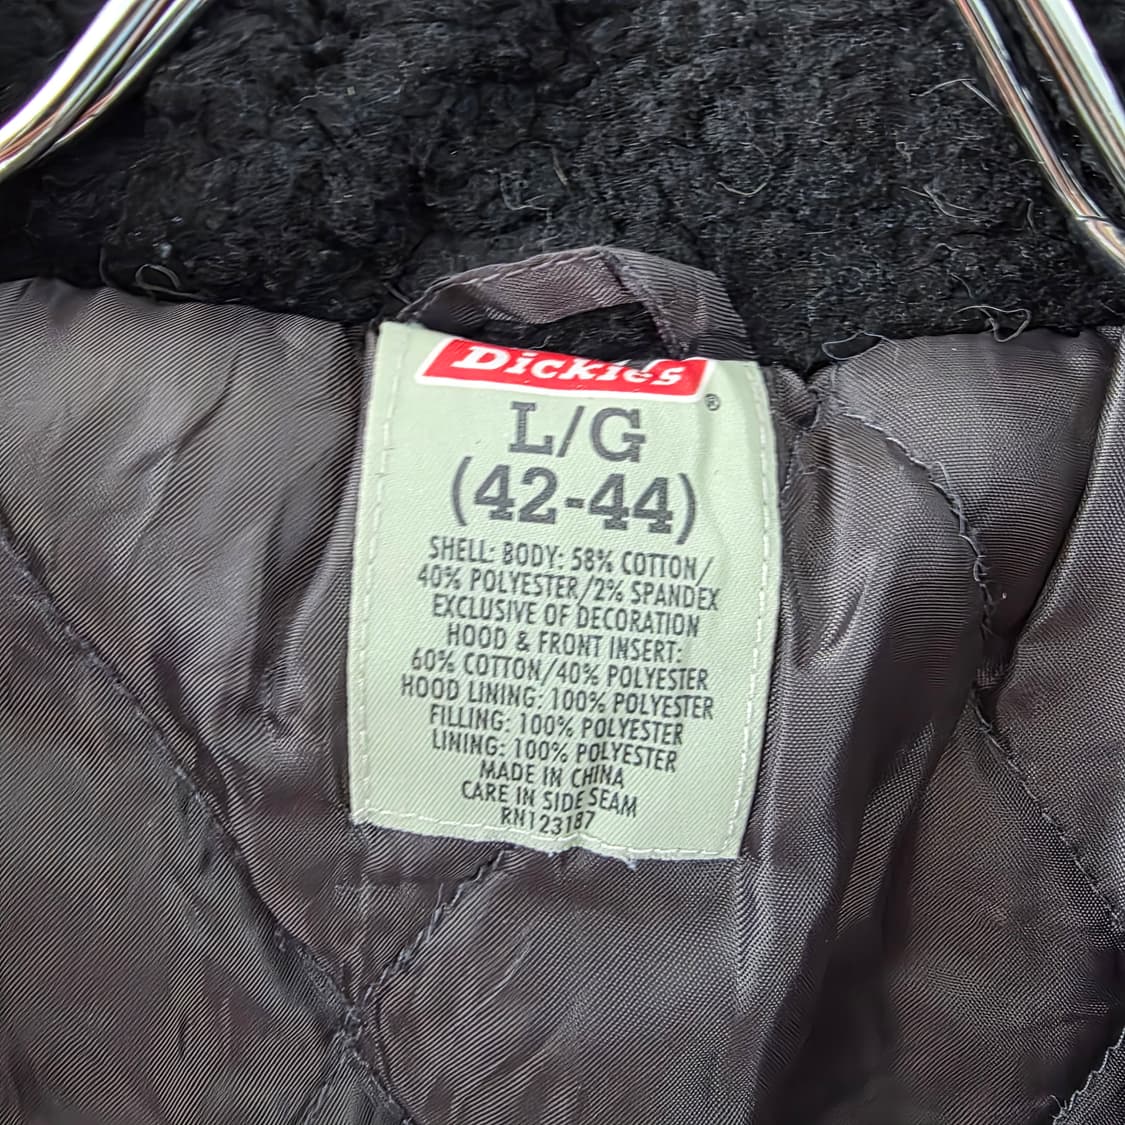 Dickies
®
L/G
(42-44)
SHELL: BODY: 58% COTTON/
40% POLYESTER/2% SPANDEX
EXCLUSIVE OF DECORATION
HOOD & FRONT INSERT:
60% COTTON/40% POLYESTER
HOOD LINING: 100% POLYESTER
FILLING: 100% POLYESTER
LINING: 100% POLYESTER
MADE IN CHINA
CARE IN SIDE SEAM
RN123187